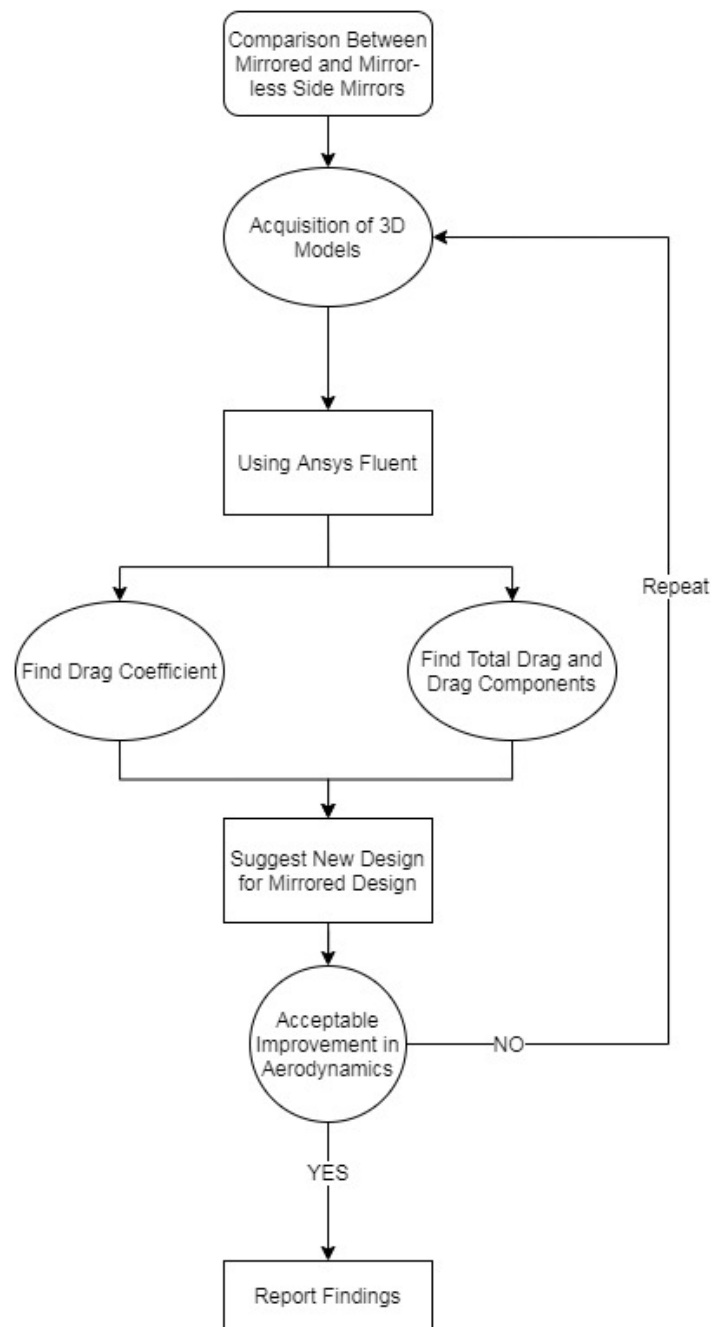 Comparison Between
Mirrored and Mirror-
less Side Mirrors
Acquisition of 3D
Models
Using Ansys Fluent
Repeat
Find Drag Coefficient
Find Total Drag and
Drag Components
Suggest New Design
for Mirrored Design
Acceptable
Improvement in
Aerodynamics
NO
YES
Report Findings